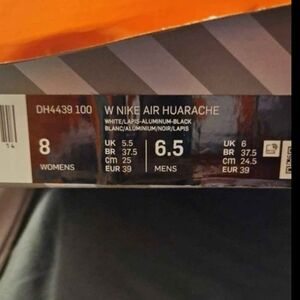 DH4439 100 W NIKE AIR HUARACHE
WHITE/LAPIS-ALUMINUM-BLACK
BLANC/ALUMINIUM/NOIR/LAPIS
8 WOMENS
UK 5.5
BR 37.5
CM 25
EUR 39
6.5 MENS
UK 6
BR 37.5
CM 24.5
EUR 39